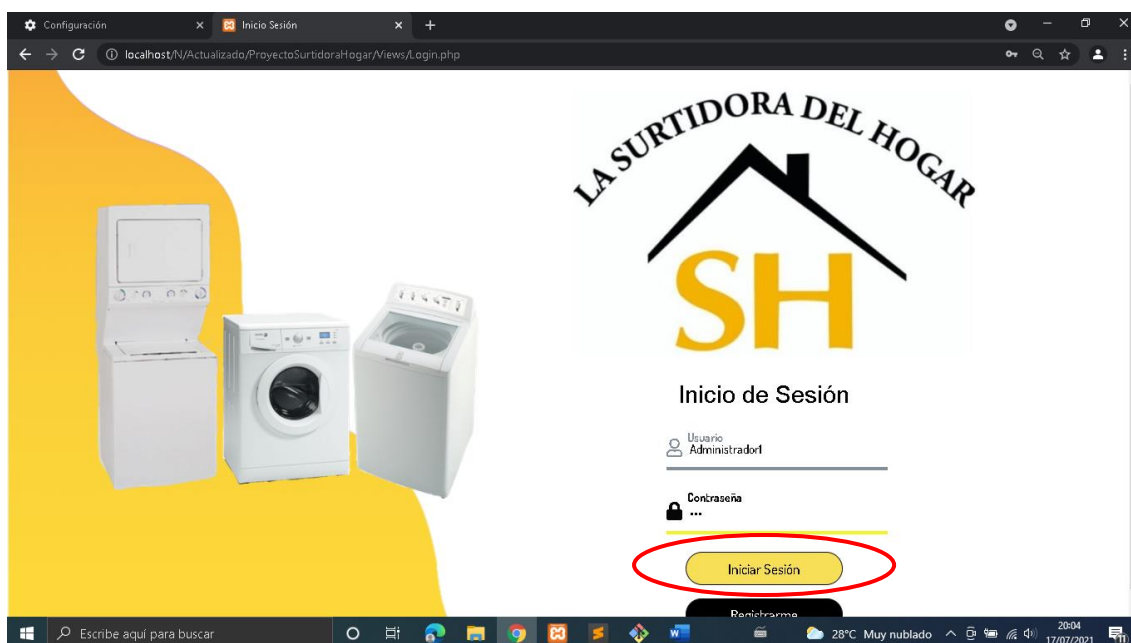 Configuración
Inicio Sesión
localhost/N/Actualizado/ProyectoSurtidoraHogar/Views/Login.php
LA SURTIDORA DEL HOGAR
SH
Inicio de Sesión
Usuario
Administrador1
Contraseña
•••
Iniciar Sesión
Registrarme
Escribe aquí para buscar
28°C Muy nublado
20:04
17/07/2021